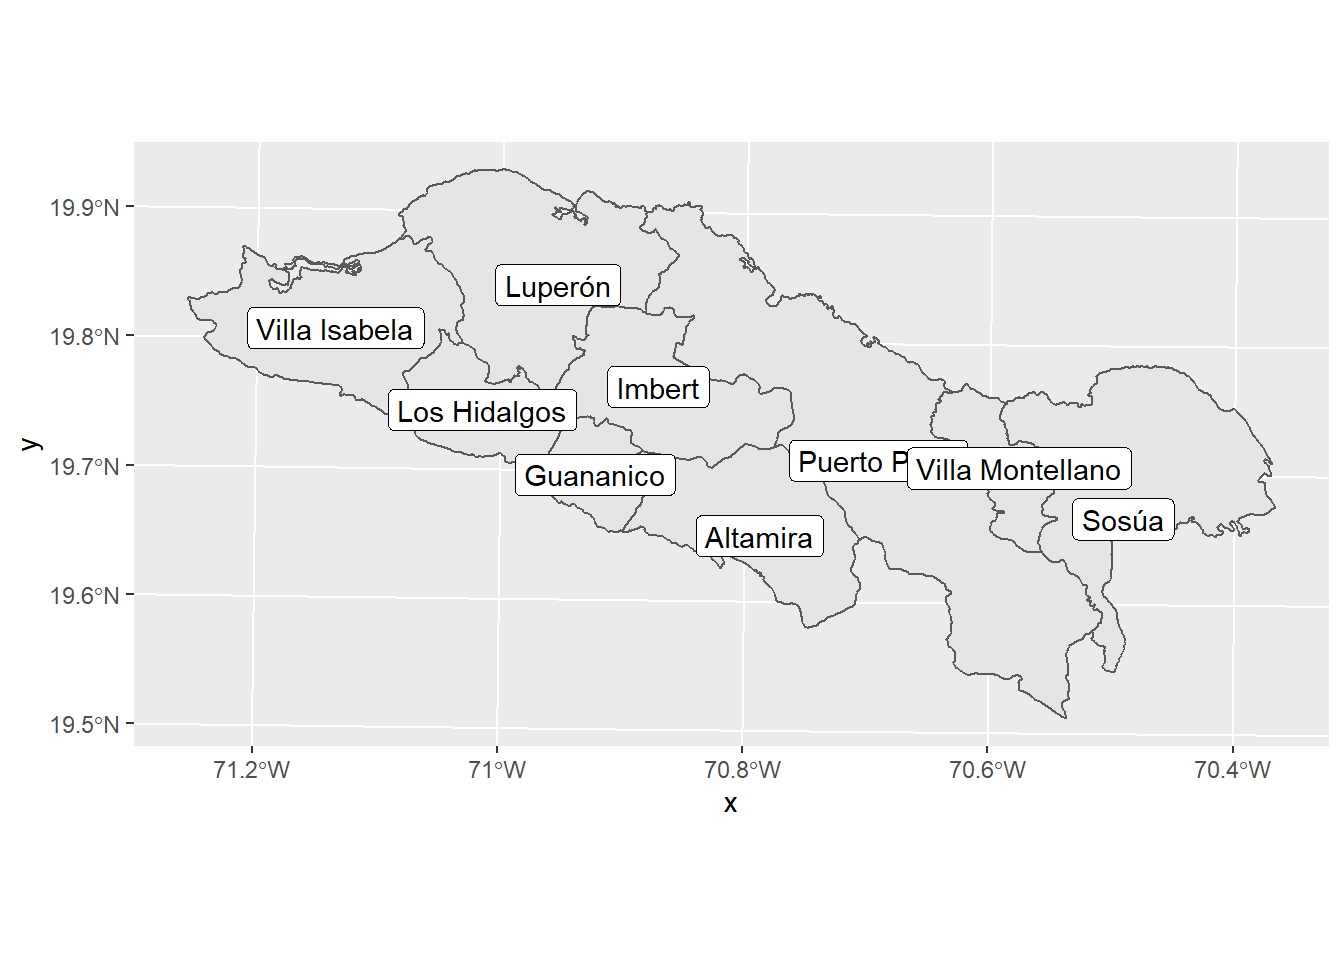 19.9°N
19.8°N
19.7°N
19.6°N
19.5°N
y
Luperón
Villa Isabela
Imbert
Los Hidalgos
Puerto P
Villa Montellano
Guananico
Sosúa
Altamira
71.2°W
71°W
70.8°W
70.6°W
70.4°W
x